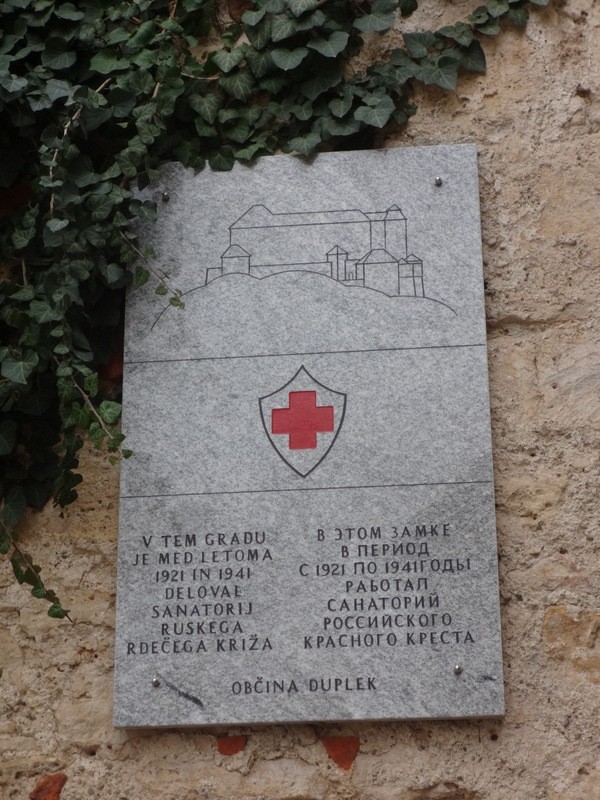 V TEM GRADU
JE MED LETOMA
1921 IN 1941
DELOVAL
SANATORIJ
RUSKEGA
RDEČEGA KRIŽA
В ЭТОМ ЗАМКЕ
В ПЕРИОД
С 1921 ПО 1941ГОДЫ
РАБОТАЛ
САНАТОРИЙ
РОССИЙСКОГО
КРАСНОГО КРЕСТА
OBČINA DUPLEK